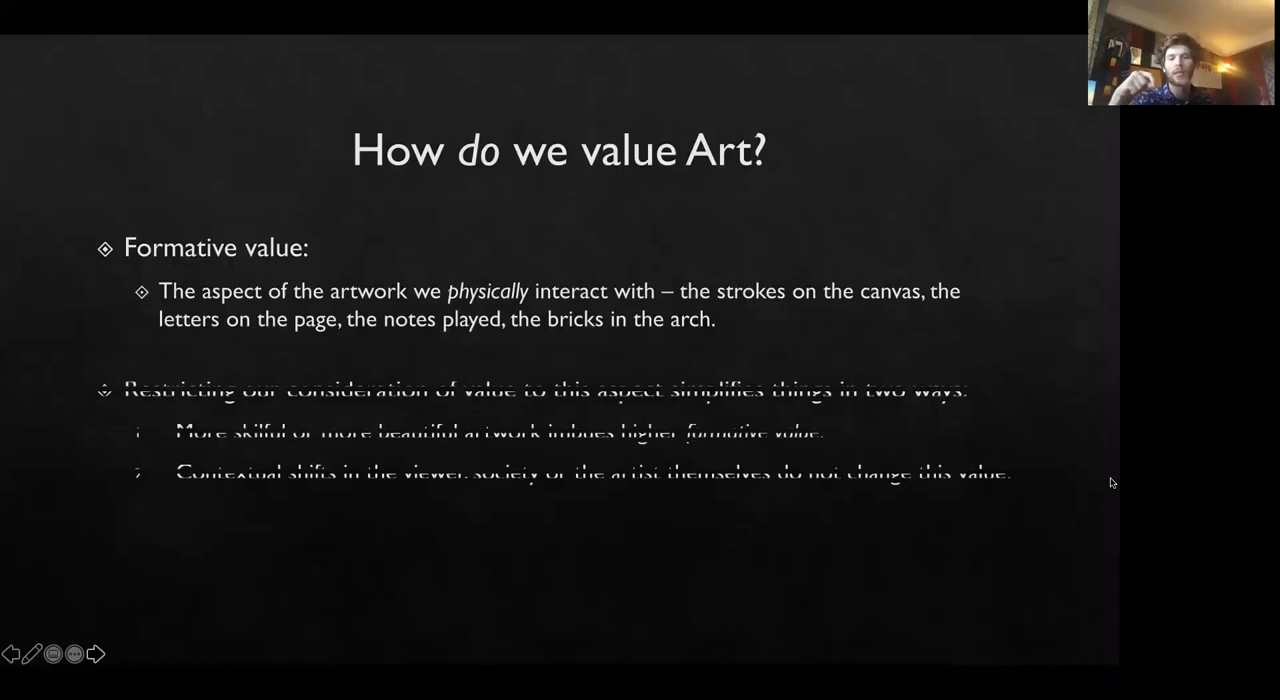 How do we value Art?
Formative value:
The aspect of the artwork we physically interact with – the strokes on the canvas, the
letters on the page, the notes played, the bricks in the arch.
Restricting our consideration of value to this aspect simplifies things in two ways:
1. More skilful or more beautiful artwork imbues higher formative value.
2. Contextual shifts in the viewer, society or the artist themselves do not change this value.